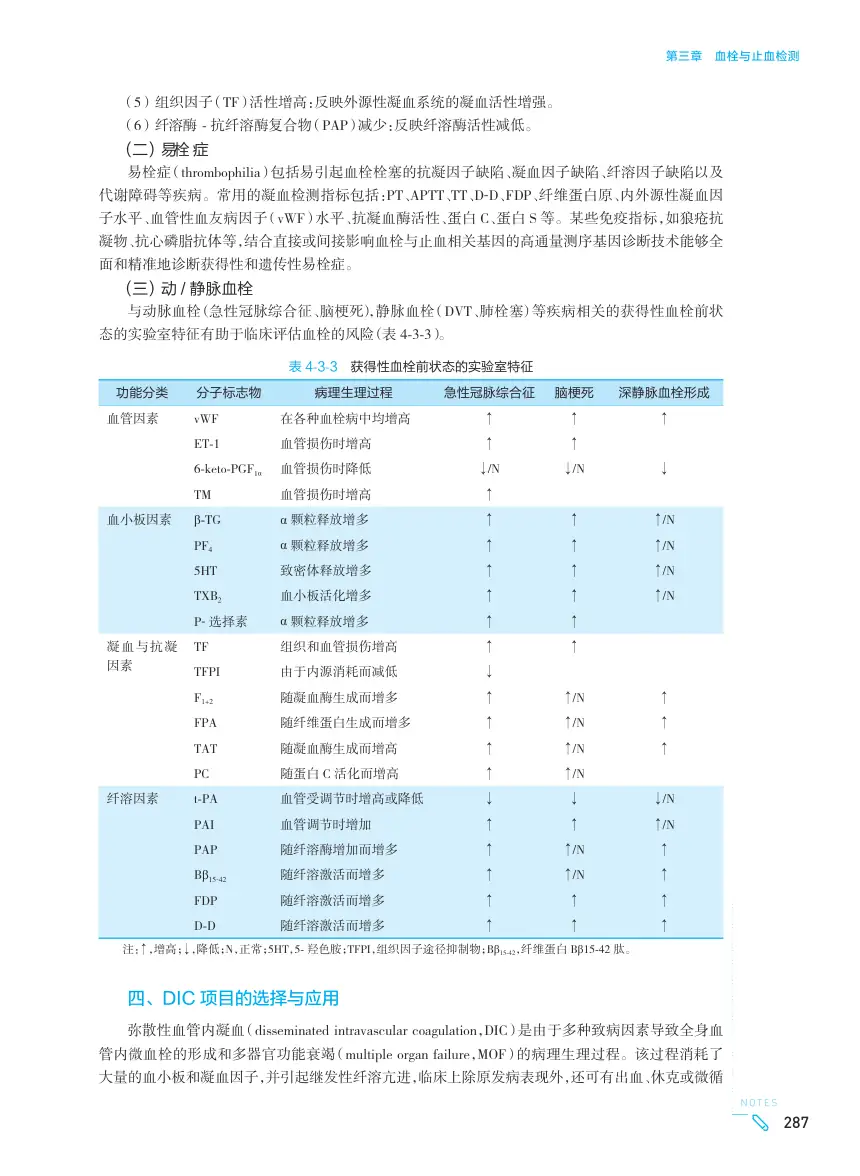 第三章 血栓与止血检测
（5）组织因子（TF）活性增高：反映外源性凝血系统的凝血活性增强。
（6）纤溶酶 - 抗纤溶酶复合物（PAP）减少：反映纤溶酶活性减低。
（二）易栓症
易栓症（thrombophilia）包括易引起血栓栓塞的抗凝因子缺陷、凝血因子缺陷、纤溶因子缺陷以及
代谢障碍等疾病。常用的凝血检测指标包括：PT、APTT、TT、D-D、FDP、纤维蛋白原、内外源性凝血因
子水平、血管性血友病因子（vWF）水平、抗凝血酶活性、蛋白 C、蛋白 S 等。某些免疫指标，如狼疮抗
凝物、抗心磷脂抗体等，结合直接或间接影响血栓与止血相关基因的高通量测序基因诊断技术能够全
面和精准地诊断获得性和遗传性易栓症。
（三）动 / 静脉血栓
与动脉血栓（急性冠脉综合征、脑梗死），静脉血栓（DVT、肺栓塞）等疾病相关的获得性血栓前状
态的实验室特征有助于临床评估血栓的风险（表 4-3-3）。
表 4-3-3 获得性血栓前状态的实验室特征
功能分类 分子标志物 病理生理过程 急性冠脉综合征 脑梗死 深静脉血栓形成
血管因素 vWF 在各种血栓病中均增高 ↑ ↑ ↑
ET-1 血管损伤时增高 ↑ ↑
6-keto-PGF1α 血管损伤时降低 ↓/N ↓/N ↓
TM 血管损伤时增高 ↑
血小板因素 β-TG α 颗粒释放增多 ↑ ↑ ↑/N
PF4 α 颗粒释放增多 ↑ ↑ ↑/N
5HT 致密体释放增多 ↑ ↑ ↑/N
TXB2 血小板活化增多 ↑ ↑ ↑/N
P- 选择素 α 颗粒释放增多 ↑ ↑
凝血与抗凝 TF 组织和血管损伤增高 ↑ ↑
因素
TFPI 由于内源消耗而减低 ↓
F1+2 随凝血酶生成而增多 ↑ ↑/N ↑
FPA 随纤维蛋白生成而增多 ↑ ↑/N ↑
TAT 随凝血酶生成而增高 ↑ ↑/N ↑
PC 随蛋白 C 活化而增高 ↑ ↑/N
纤溶因素 t-PA 血管受调节时增高或降低 ↓ ↓ ↓/N
PAI 血管调节时增加 ↑ ↑ ↑/N
PAP 随纤溶酶增加而增多 ↑ ↑/N ↑
Bβ15-42 随纤溶激活而增多 ↑ ↑/N ↑
FDP 随纤溶激活而增多 ↑ ↑ ↑
D-D 随纤溶激活而增多 ↑ ↑ ↑
注：↑，增高；↓，降低；N，正常；5HT，5- 羟色胺；TFPI，组织因子途径抑制物；Bβ15-42，纤维蛋白 Bβ15-42 肽。
四、DIC 项目的选择与应用
弥散性血管内凝血（disseminated intravascular coagulation，DIC）是由于多种致病因素导致全身血
管内微血栓的形成和多器官功能衰竭（multiple organ failure，MOF）的病理生理过程。该过程消耗了
大量的血小板和凝血因子，并引起继发性纤溶亢进，临床上除原发病表现外，还可有出血、休克或微循
NOTES
287